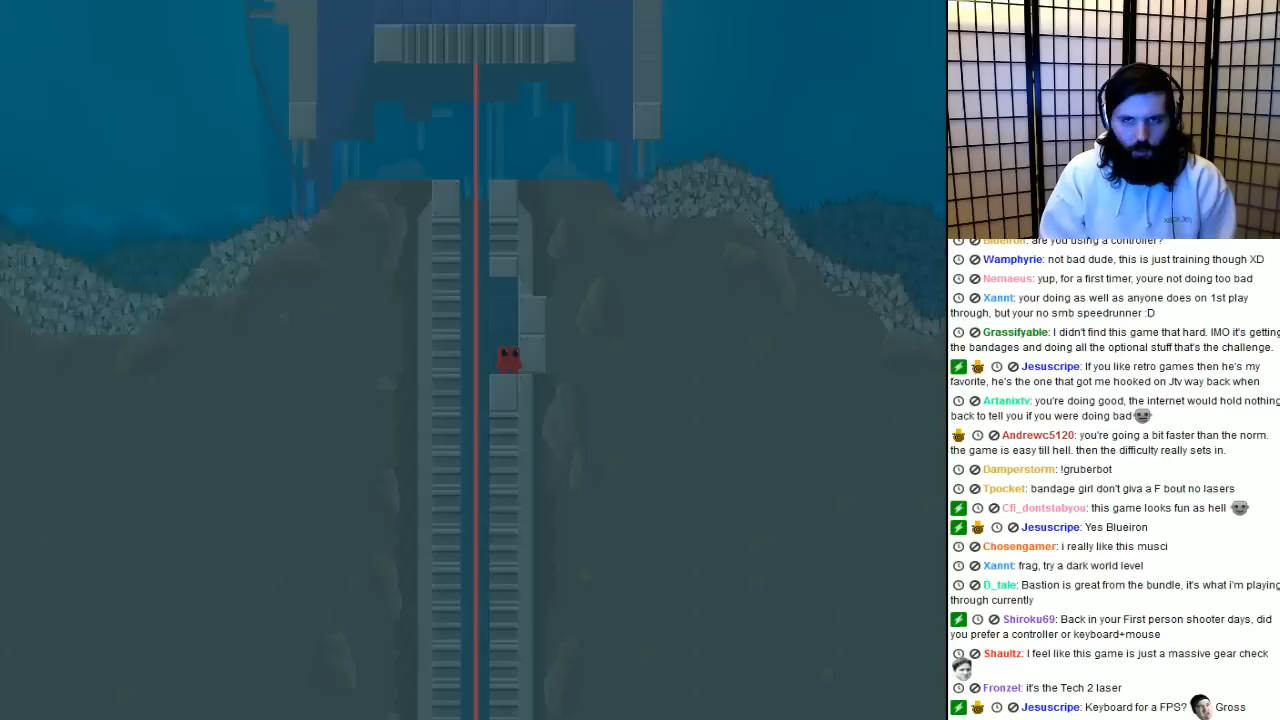 Blueiron: are you using a controller?
Wamphyrie: not bad dude, this is just training though XD
Nemaeus: yup, for a first timer, youre not doing too bad
Xannt: your doing as well as anyone does on 1st play
through, but your no smb speedrunner :D
Grassifyable: I didn't find this game that hard. IMO it's getting
the bandages and doing all the optional stuff that's the challenge.
Jesuscripe: If you like retro games then he's my
favorite, he's the one that got me hooked on Jtv way back when
Artanixtv: you're doing good, the internet would hold nothing
back to tell you if you were doing bad
Andrewc5120: you're going a bit faster than the norm.
the game is easy till hell. then the difficulty really sets in.
Damperstorm: !gruberbot
Tpocket: bandage girl don't giva a F bout no lasers
Cfi_dontstabyou: this game looks fun as hell
Jesuscripe: Yes Blueiron
Chosengamer: i really like this musci
Xannt: frag, try a dark world level
D_tale: Bastion is great from the bundle, it's what i'm playing
through currently
Shiroku69: Back in your First person shooter days, did
you prefer a controller or keyboard+mouse
Shaultz: I feel like this game is just a massive gear check
Fronzel: it's the Tech 2 laser
Jesuscripe: Keyboard for a FPS? Gross
XBOX 360